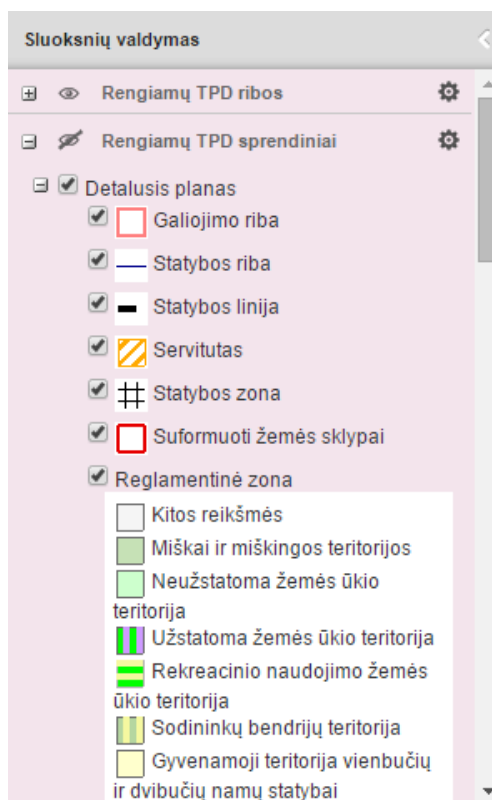 Sluoksnių valdymas
Rengiamų TPD ribos
Rengiamų TPD sprendiniai
Detalusis planas
Galiojimo riba
Statybos riba
Statybos linija
Servitutas
Statybos zona
Suformuoti žemės sklypai
Reglamentinė zona
Kitos reikšmės
Miškai ir miškingos teritorijos
Neužstatoma žemės ūkio
teritorija
Užstatoma žemės ūkio teritorija
Rekreacinio naudojimo žemės
ūkio teritorija
Sodininkų bendrijų teritorija
Gyvenamoji teritorija vienbučių
ir dvibučių namų statybai